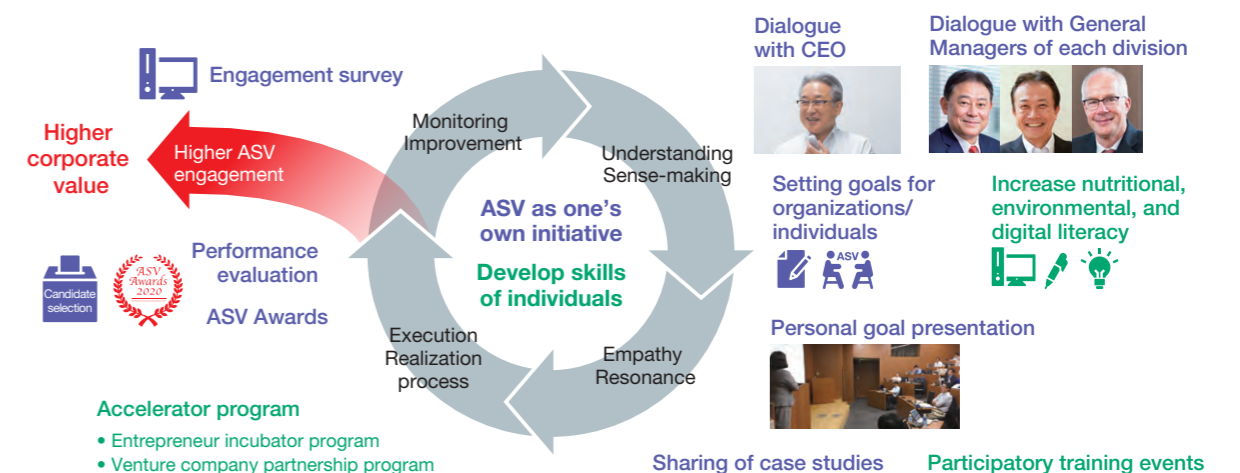 Dialogue
with CEO
Dialogue with General
Managers of each division
Engagement survey
Higher
corporate
value
Higher ASV
engagement
Monitoring
Improvement
Understanding
Sense-making
ASV as one's
own initiative
Develop skills
of individuals
Setting goals for
organizations/
individuals
ASV
Increase nutritional,
environmental, and
digital literacy
Performance
evaluation
Candidate
selection
ASV
Awards
2020
ASV Awards
Execution
Realization
process
Empathy
Resonance
Personal goal presentation
Accelerator program
• Entrepreneur incubator program
• Venture company partnership program
Sharing of case studies
Participatory training events